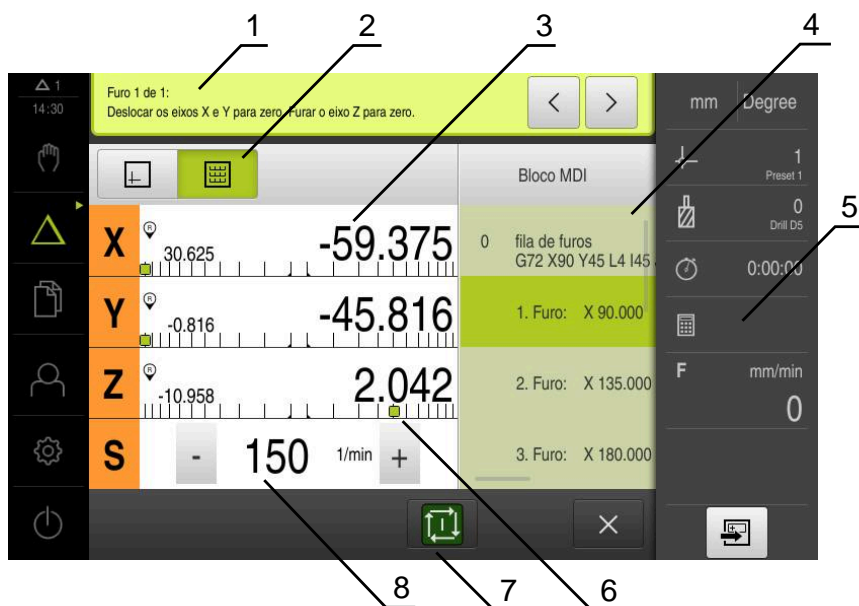 1 2 3 4
1
14:30
Furo 1 de 1:
Deslocar os eixos X e Y para zero. Furar o eixo Z para zero.
< >
mm Degree
Bloco MDI
1
Preset 1
0
Drill D5
5
X R 30.625 -59.375
0 fila de furos
G72 X90 Y45 L4 I45
0:00:00
Y R -0.816 -45.816
1. Furo: X 90.000
Z R -10.958 2.042
2. Furo: X 135.000
F mm/min
0
S - 150 1/min +
3. Furo: X 180.000
I
8 7 6